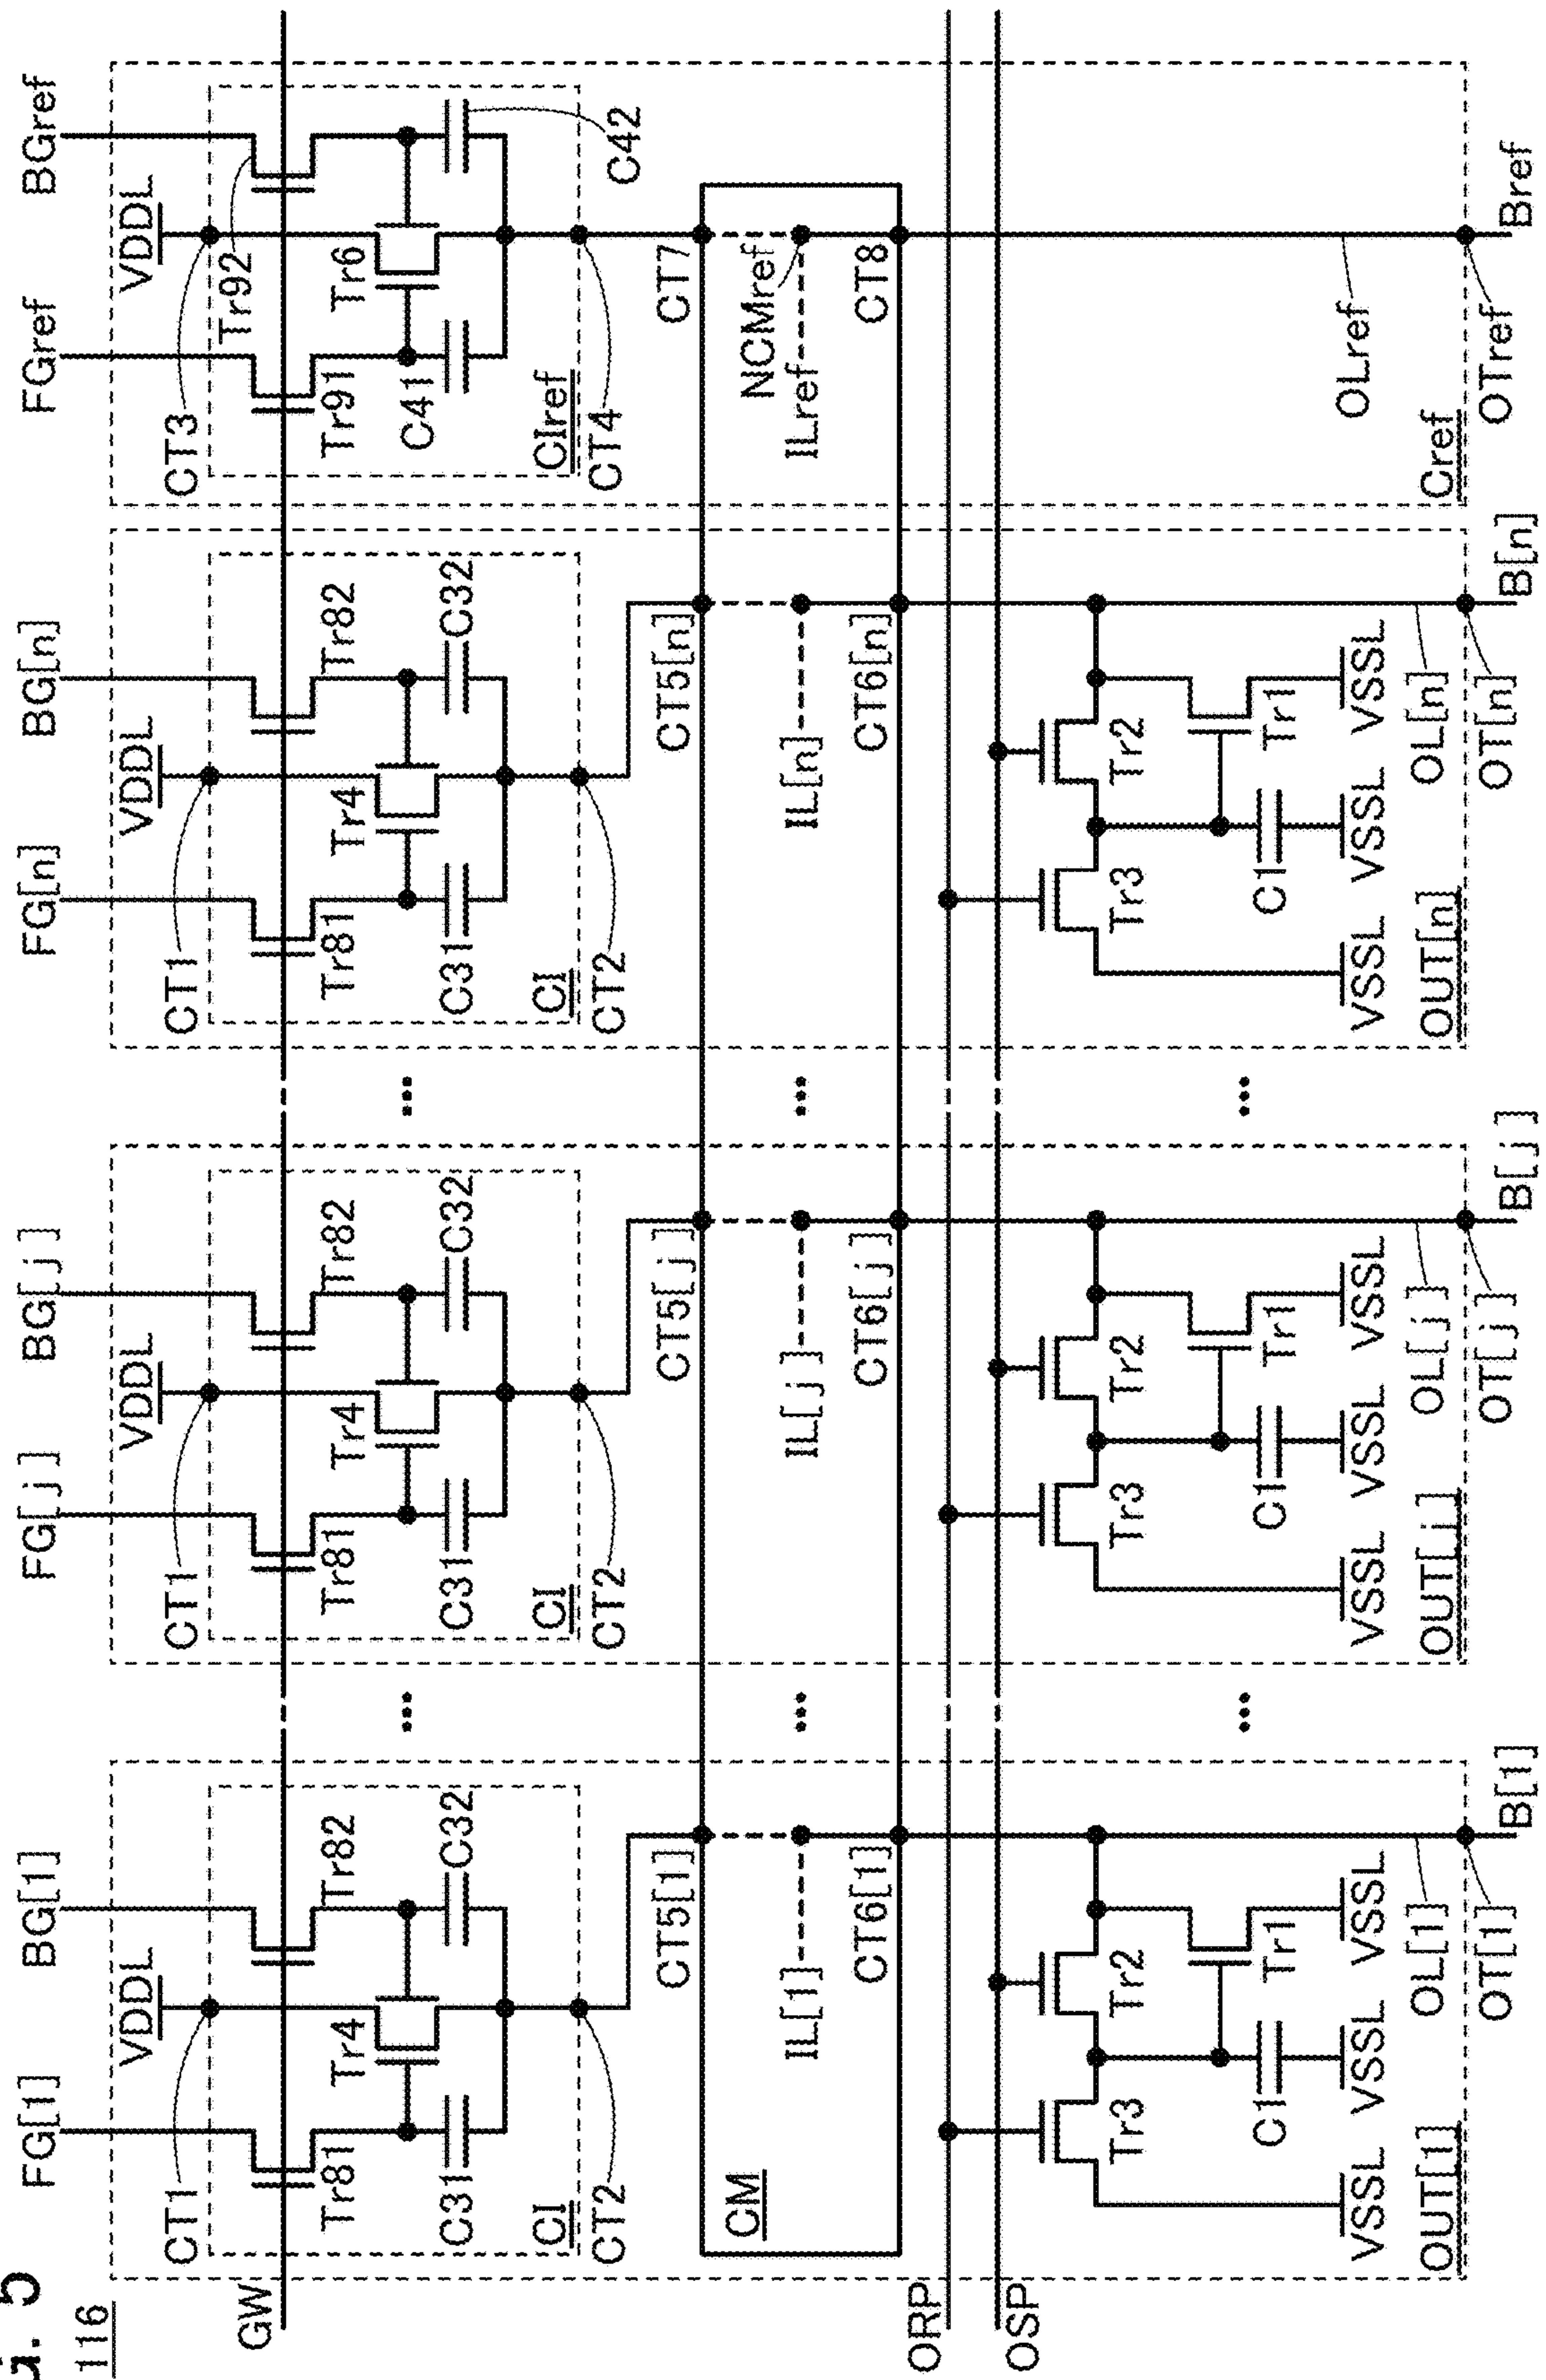 G. 5
116
FG[1]
BG[1]
FG[j]
BG[j]
FG[n]
BG[n]
FGref
BGref
VDDL
VDDL
VDDL
VDDL
CT1
CT1
CT1
CT3
GW
Tr81
Tr4
Tr82
Tr81
Tr4
Tr82
Tr81
Tr4
Tr82
Tr91
Tr92
Tr6
C31
C32
C31
C32
C31
C32
C41
C42
CI
CI
CI
CIref
CT2
CT2
CT2
CT4
CT5[1]
CT5[j]
CT5[n]
CT7
CM
IL[1]
...
IL[j]
...
IL[n]
ILref
NCMref
CT6[1]
CT6[j]
CT6[n]
CT8
ORP
OSP
Tr3
Tr2
Tr3
Tr2
Tr3
Tr2
C1
Tr1
C1
Tr1
C1
Tr1
VSSL
VSSL
VSSL
VSSL
VSSL
VSSL
VSSL
VSSL
VSSL
OUT[1]
OL[1]
OUT[j]
OL[j]
OUT[n]
OL[n]
Cref
OLref
OT[1]
B[1]
OT[j]
B[j]
OT[n]
B[n]
OTref
Bref